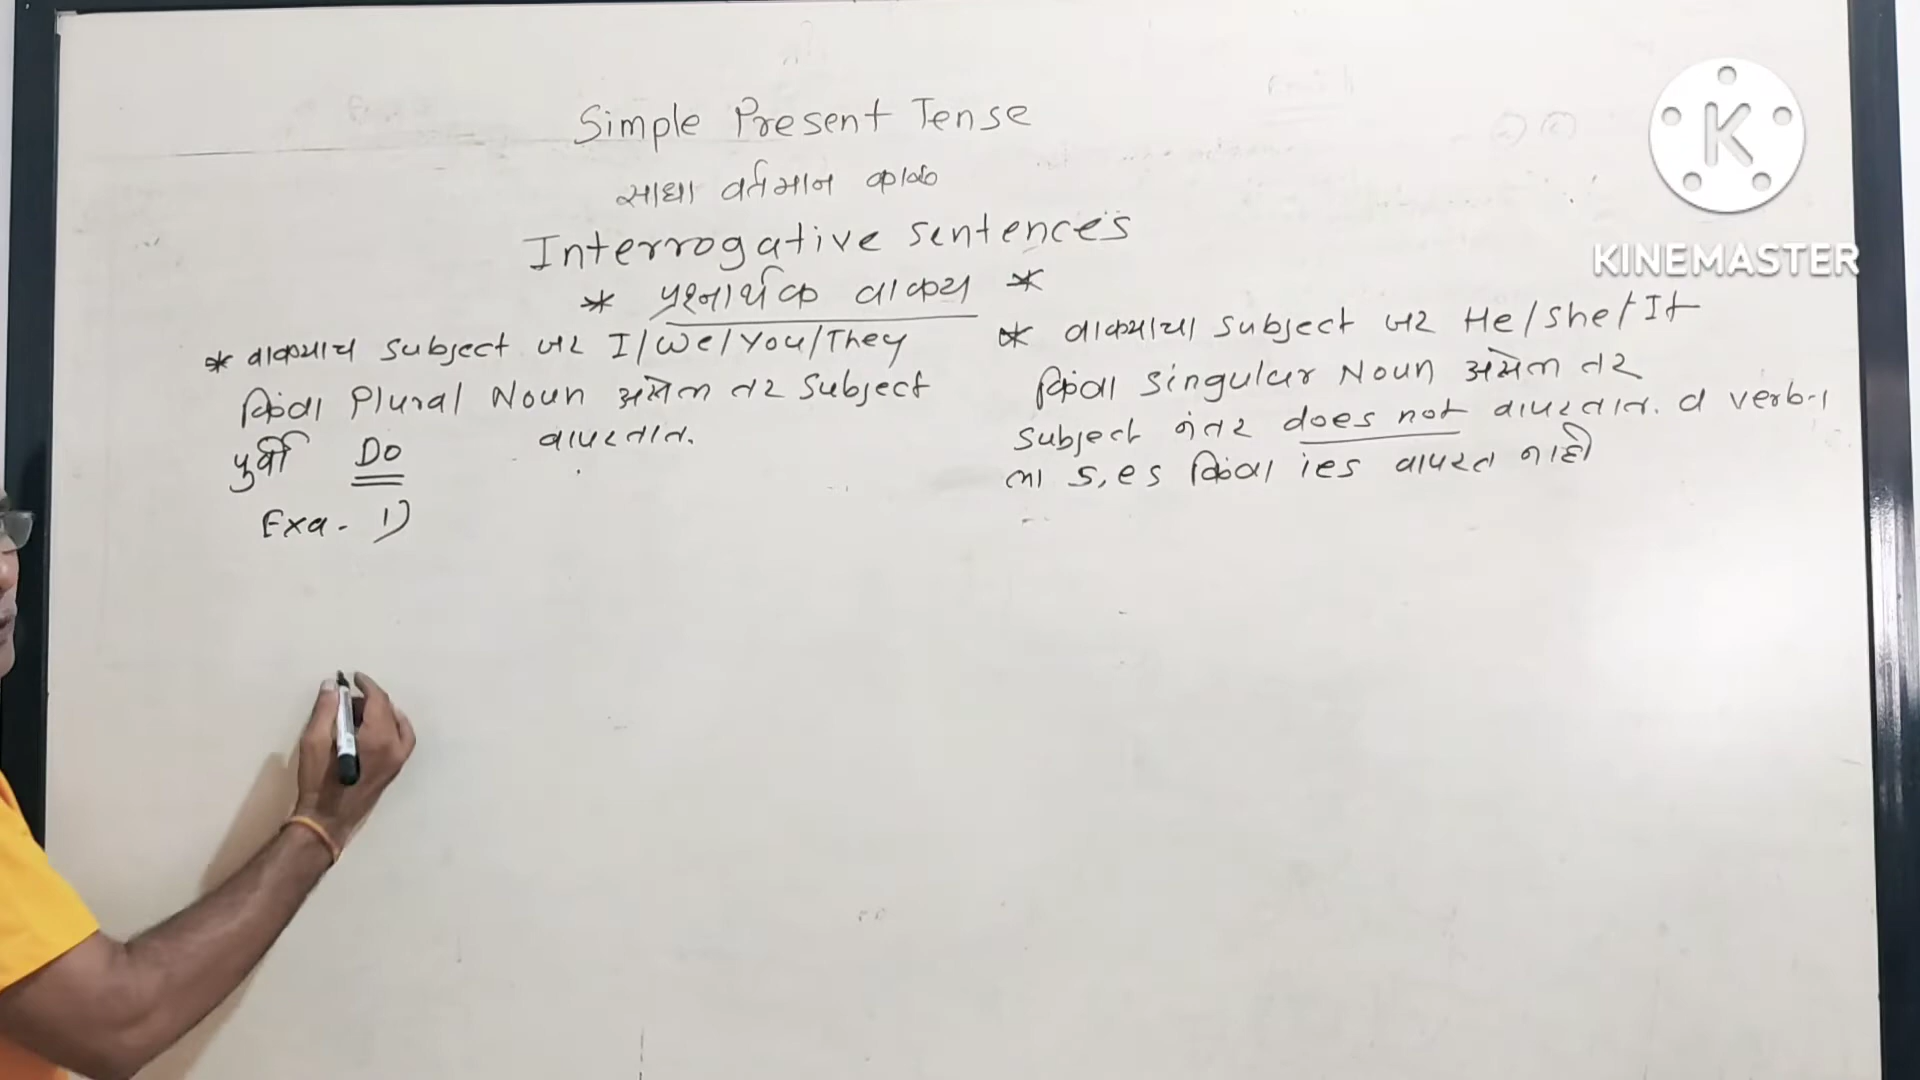 Simple Present Tense
साधा वर्तमान काळ
Interrogative sentences
* प्रश्नार्थक वाक्य *
* वाक्याचा subject जर I/We/You/They
किंवा Plural Noun असेल तर Subject
पुर्वी Do वापरतात.
Exa- 1)
* वाक्याचा subject जर He/She/It
किंवा singular Noun असेल तर
subject नंतर does not वापरतात. व verb-1
ला s, es किंवा ies वापरत नाही
K
KINEMASTER